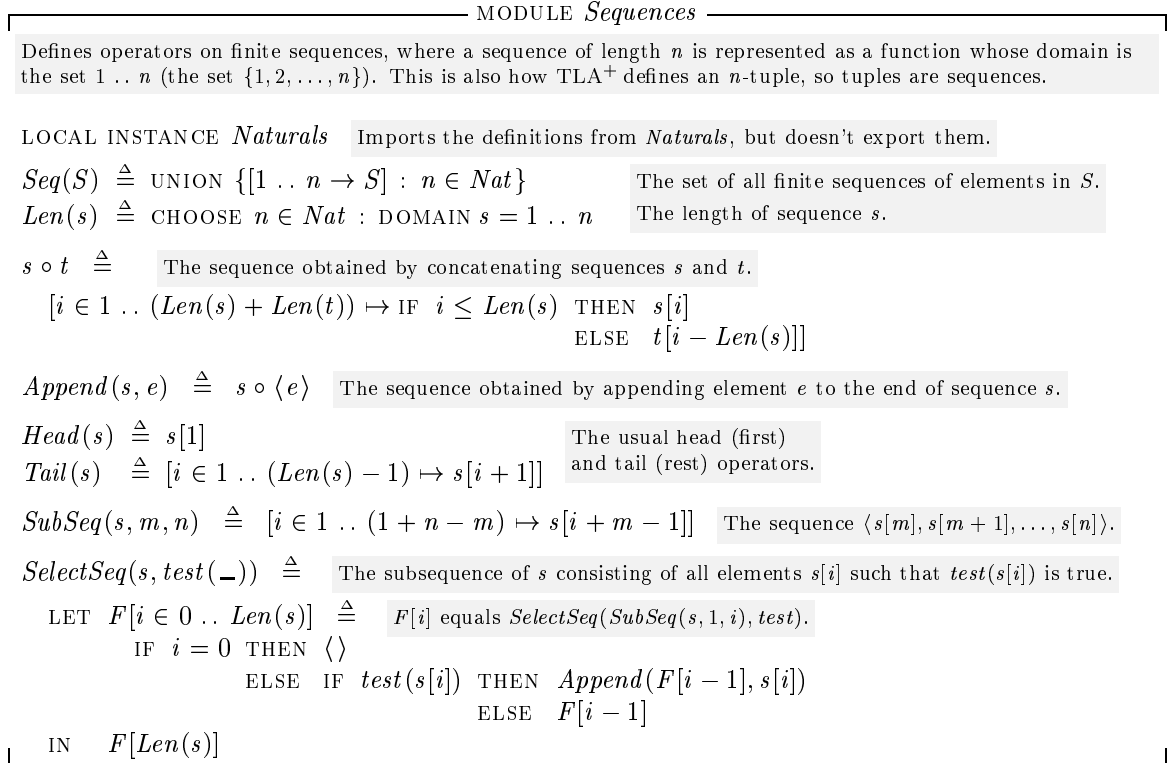 MODULE Sequences
Defines operators on finite sequences, where a sequence of length n is represented as a function whose domain is
the set 1 .. n (the set {1, 2, ..., n}). This is also how TLA⁺ defines an n-tuple, so tuples are sequences.
LOCAL INSTANCE Naturals Imports the definitions from Naturals, but doesn't export them.
Seq(S) ≜ UNION {[1 .. n → S] : n ∈ Nat} The set of all finite sequences of elements in S.
Len(s) ≜ CHOOSE n ∈ Nat : DOMAIN s = 1 .. n The length of sequence s.
s ∘ t ≜ The sequence obtained by concatenating sequences s and t.
[i ∈ 1 .. (Len(s) + Len(t)) ↦ IF i ≤ Len(s) THEN s[i]
ELSE t[i − Len(s)]]
Append(s, e) ≜ s ∘ ⟨e⟩ The sequence obtained by appending element e to the end of sequence s.
Head(s) ≜ s[1] The usual head (first)
Tail(s) ≜ [i ∈ 1 .. (Len(s) − 1) ↦ s[i + 1]] and tail (rest) operators.
SubSeq(s, m, n) ≜ [i ∈ 1 .. (1 + n − m) ↦ s[i + m − 1]] The sequence ⟨s[m], s[m + 1], ..., s[n]⟩.
SelectSeq(s, test(_)) ≜ The subsequence of s consisting of all elements s[i] such that test(s[i]) is true.
LET F[i ∈ 0 .. Len(s)] ≜ F[i] equals SelectSeq(SubSeq(s, 1, i), test).
IF i = 0 THEN ⟨ ⟩
ELSE IF test(s[i]) THEN Append(F[i − 1], s[i])
ELSE F[i − 1]
IN F[Len(s)]